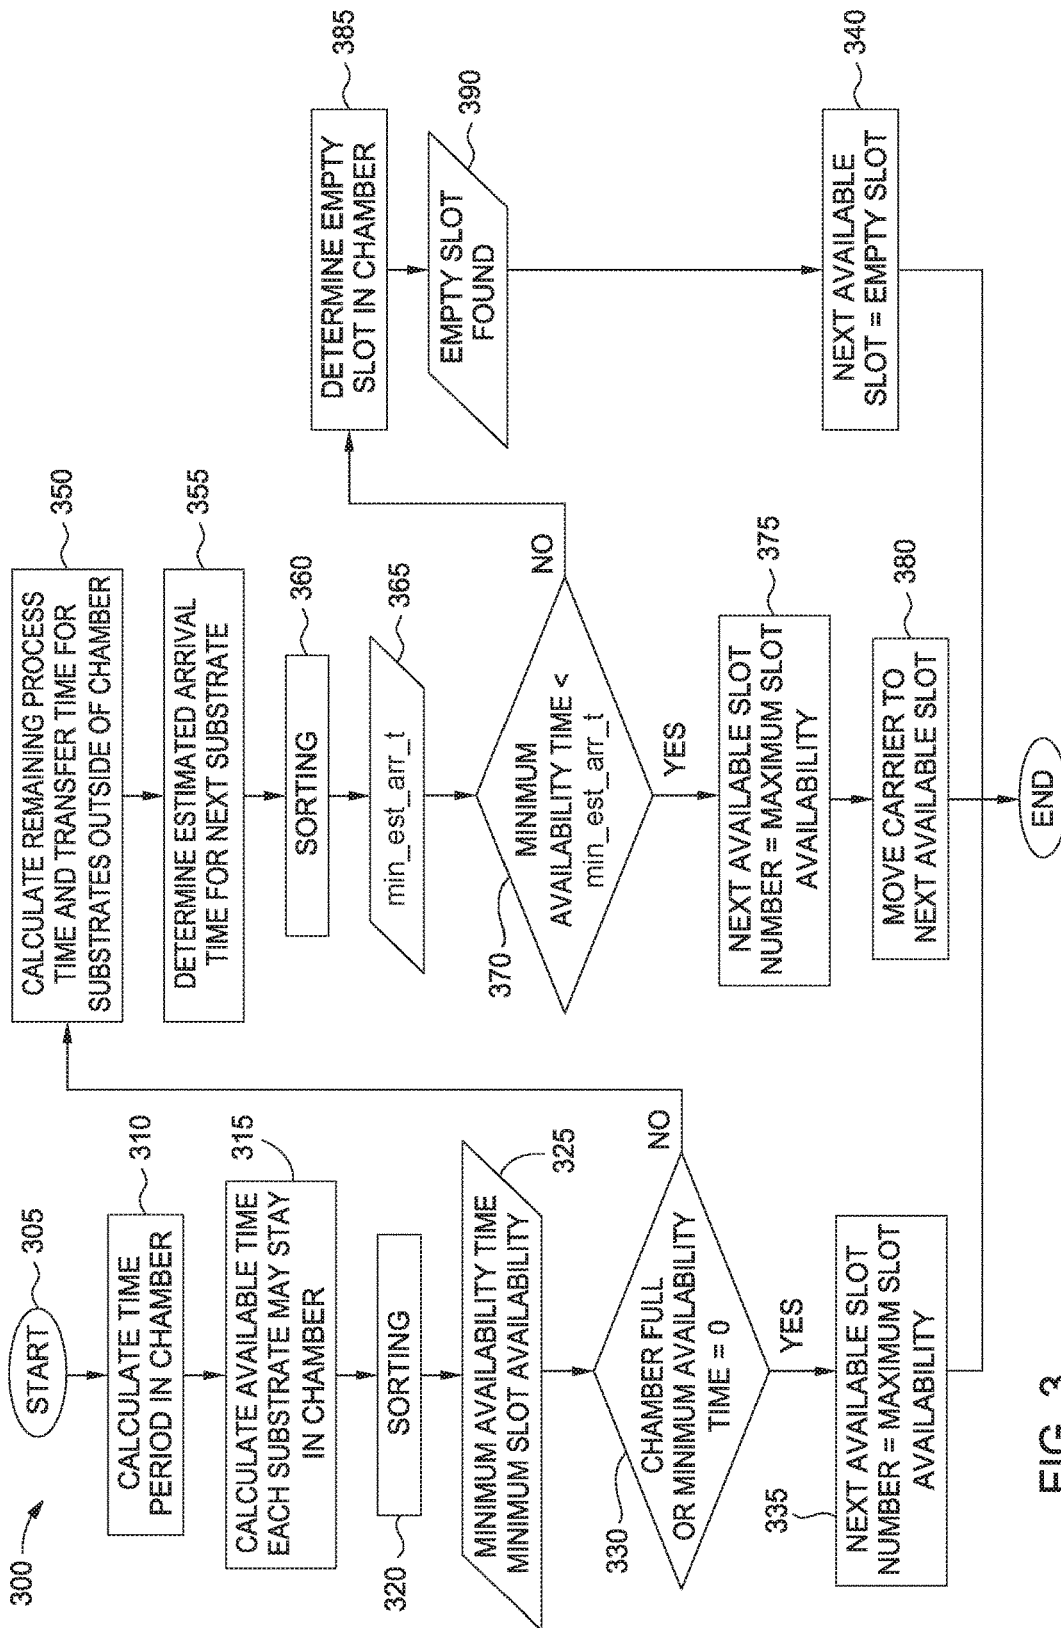 300
START
305
CALCULATE TIME
PERIOD IN CHAMBER
310
CALCULATE AVAILABLE TIME
EACH SUBSTRATE MAY STAY
IN CHAMBER
315
SORTING
320
MINIMUM AVAILABILITY TIME
MINIMUM SLOT AVAILABILITY
325
CHAMBER FULL
OR MINIMUM AVAILABILITY
TIME = 0
330
NO
YES
NEXT AVAILABLE SLOT
NUMBER = MAXIMUM SLOT
AVAILABILITY
335
CALCULATE REMAINING PROCESS
TIME AND TRANSFER TIME FOR
SUBSTRATES OUTSIDE OF CHAMBER
350
DETERMINE ESTIMATED ARRIVAL
TIME FOR NEXT SUBSTRATE
355
SORTING
360
min_est_arr_t
365
MINIMUM
AVAILABILITY TIME <
min_est_arr_t
370
NO
YES
NEXT AVAILABLE SLOT
NUMBER = MAXIMUM SLOT
AVAILABILITY
375
MOVE CARRIER TO
NEXT AVAILABLE SLOT
380
DETERMINE EMPTY
SLOT IN CHAMBER
385
EMPTY SLOT
FOUND
390
NEXT AVAILABLE
SLOT = EMPTY SLOT
340
END
FIG. 3